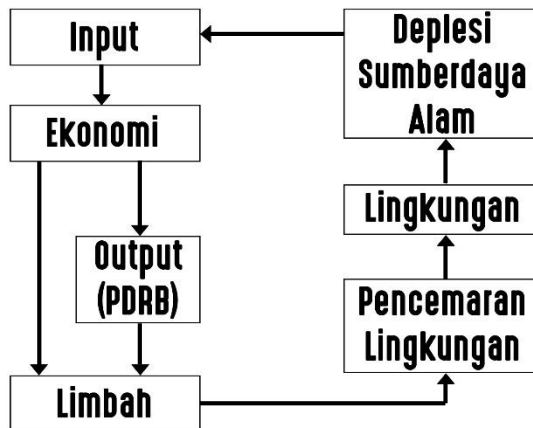 Input
Ekonomi
Output
(PDRB)
Limbah
Deplesi
Sumberdaya
Alam
Lingkungan
Pencemaran
Lingkungan